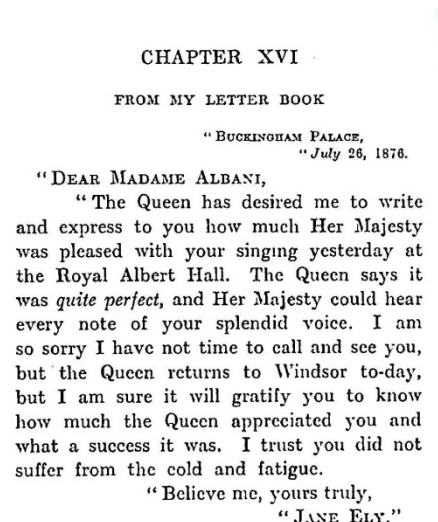 CHAPTER XVI
FROM MY LETTER BOOK
"BUCKINGHAM PALACE,
"July 26, 1876.
"DEAR MADAME ALBANI,
"The Queen has desired me to write
and express to you how much Her Majesty
was pleased with your singing yesterday at
the Royal Albert Hall. The Queen says it
was quite perfect, and Her Majesty could hear
every note of your splendid voice. I am
so sorry I have not time to call and see you,
but the Queen returns to Windsor to-day,
but I am sure it will gratify you to know
how much the Queen appreciated you and
what a success it was. I trust you did not
suffer from the cold and fatigue.
"Believe me, yours truly,
"JANE ELY."